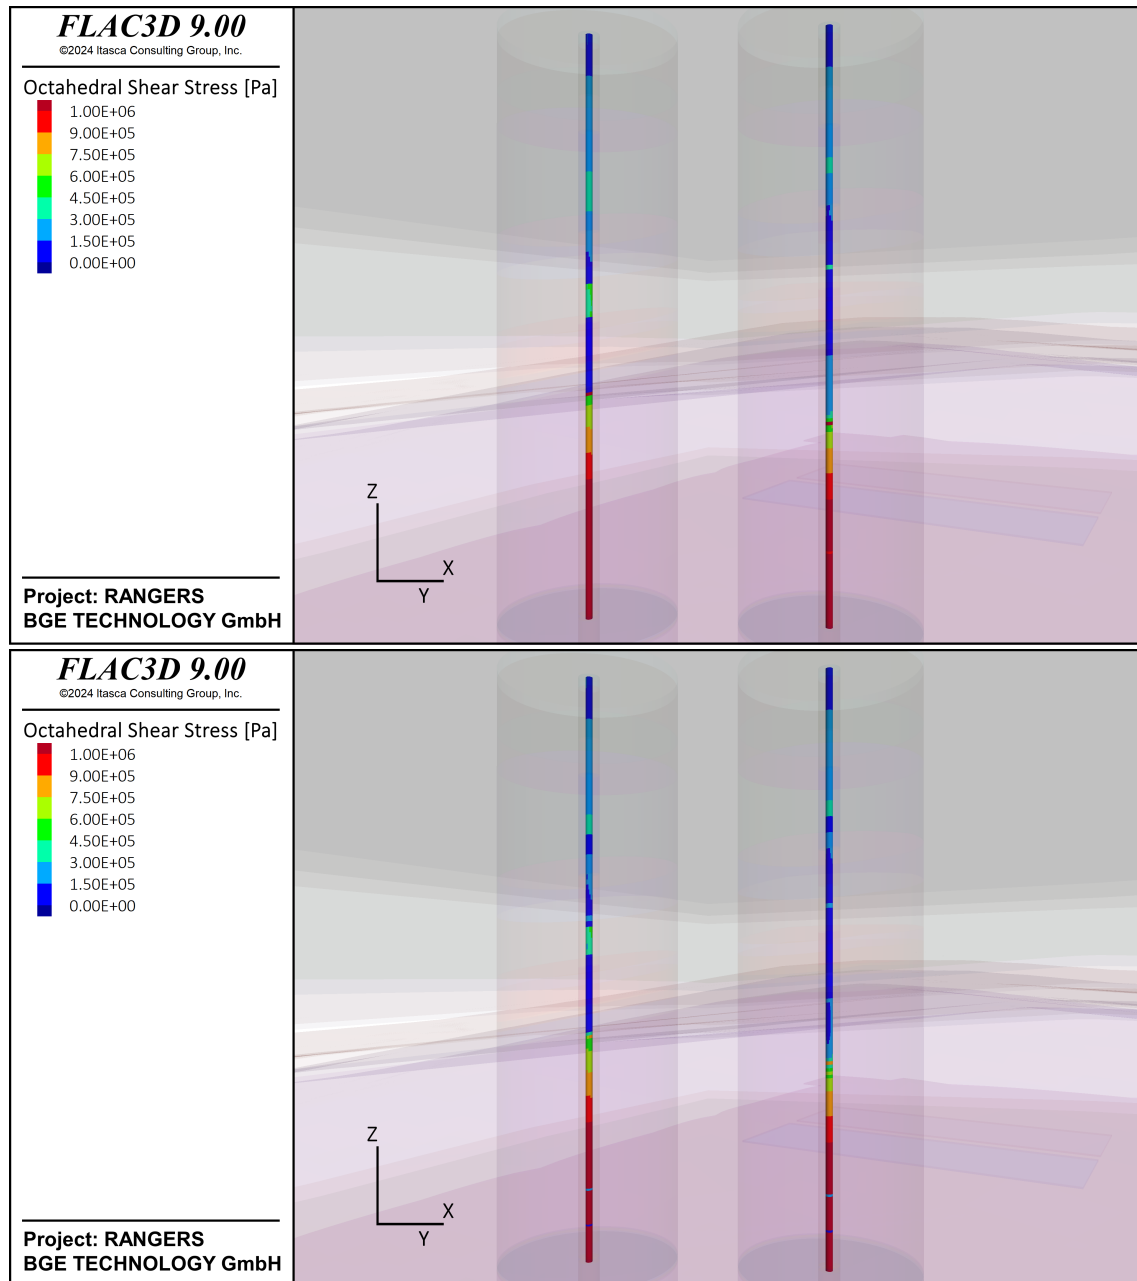 FLAC3D 9.00
©2024 Itasca Consulting Group, Inc.
Octahedral Shear Stress [Pa]
1.00E+06
9.00E+05
7.50E+05
6.00E+05
4.50E+05
3.00E+05
1.50E+05
0.00E+00
Z
X
Y
Project: RANGERS
BGE TECHNOLOGY GmbH
FLAC3D 9.00
©2024 Itasca Consulting Group, Inc.
Octahedral Shear Stress [Pa]
1.00E+06
9.00E+05
7.50E+05
6.00E+05
4.50E+05
3.00E+05
1.50E+05
0.00E+00
Z
X
Y
Project: RANGERS
BGE TECHNOLOGY GmbH